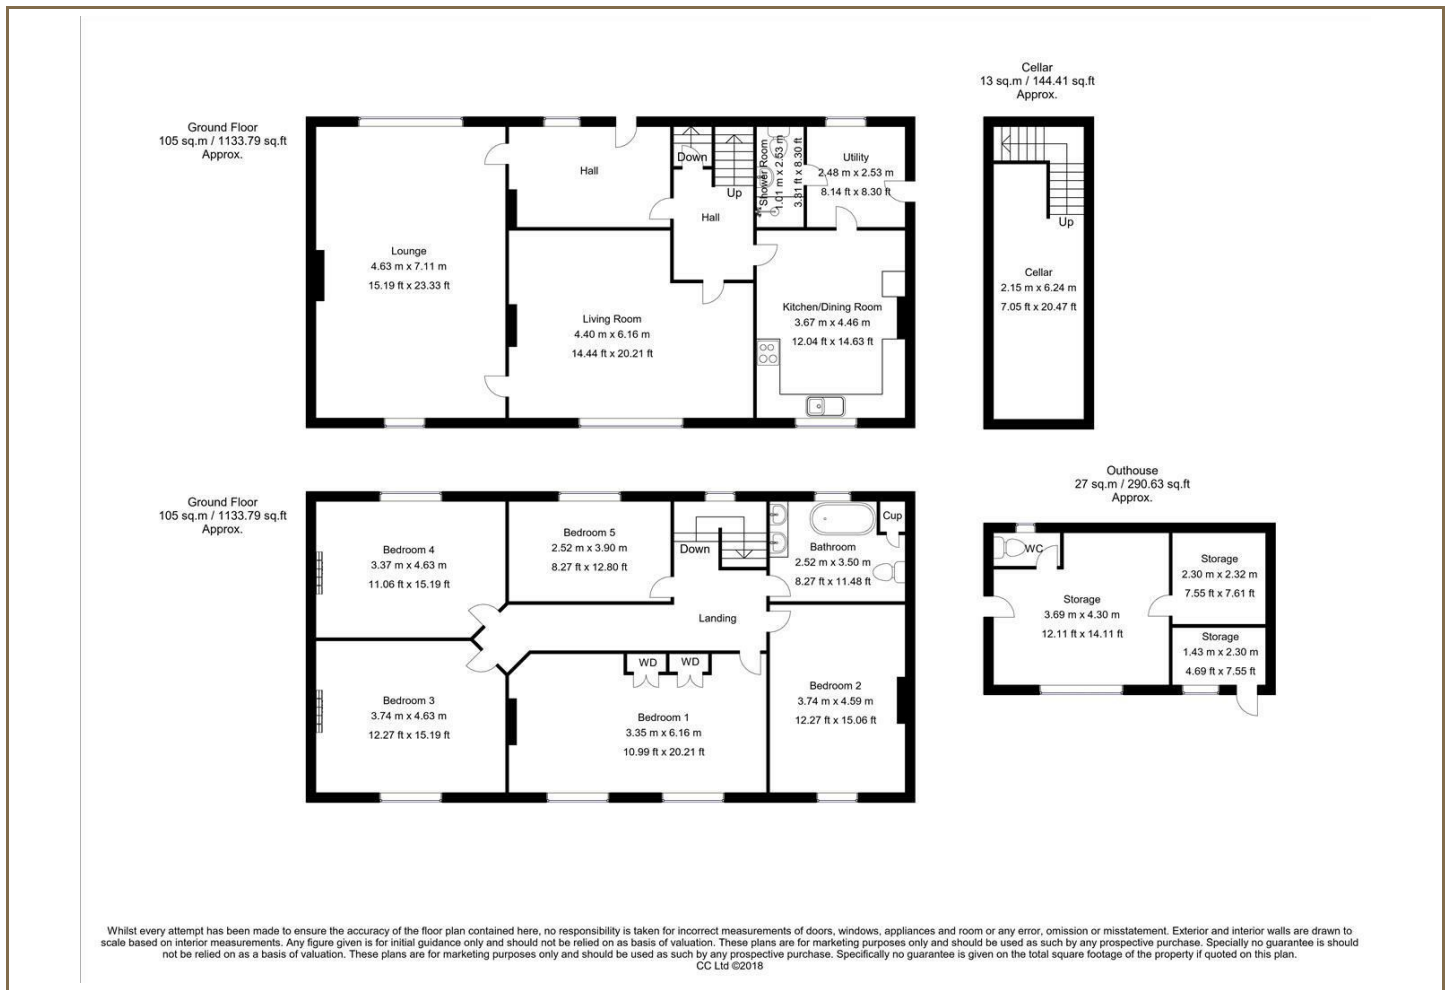 Ground Floor
105 sq.m / 1133.79 sq.ft
Approx.
Lounge
4.63 m x 7.11 m
15.19 ft x 23.33 ft
Hall
Down
Up
Hall
Shower Room
1.01 m x 2.53 m
3.31 ft x 8.30 ft
Utility
2.48 m x 2.53 m
8.14 ft x 8.30 ft
Living Room
4.40 m x 6.16 m
14.44 ft x 20.21 ft
Kitchen/Dining Room
3.67 m x 4.46 m
12.04 ft x 14.63 ft
Cellar
13 sq.m / 144.41 sq.ft
Approx.
Up
Cellar
2.15 m x 6.24 m
7.05 ft x 20.47 ft
Ground Floor
105 sq.m / 1133.79 sq.ft
Approx.
Bedroom 4
3.37 m x 4.63 m
11.06 ft x 15.19 ft
Bedroom 5
2.52 m x 3.90 m
8.27 ft x 12.80 ft
Down
Bathroom
2.52 m x 3.50 m
8.27 ft x 11.48 ft
Cup
Landing
WD
WD
Bedroom 3
3.74 m x 4.63 m
12.27 ft x 15.19 ft
Bedroom 1
3.35 m x 6.16 m
10.99 ft x 20.21 ft
Bedroom 2
3.74 m x 4.59 m
12.27 ft x 15.06 ft
Outhouse
27 sq.m / 290.63 sq.ft
Approx.
WC
Storage
3.69 m x 4.30 m
12.11 ft x 14.11 ft
Storage
2.30 m x 2.32 m
7.55 ft x 7.61 ft
Storage
1.43 m x 2.30 m
4.69 ft x 7.55 ft
Whilst every attempt has been made to ensure the accuracy of the floor plan contained here, no responsibility is taken for incorrect measurements of doors, windows, appliances and room or any error, omission or misstatement. Exterior and interior walls are drawn to
scale based on interior measurements. Any figure given is for initial guidance only and should not be relied on as basis of valuation. These plans are for marketing purposes only and should be used as such by any prospective purchase. Specially no guarantee is should
not be relied on as a basis of valuation. These plans are for marketing purposes only and should be used as such by any prospective purchase. Specifically no guarantee is given on the total square footage of the property if quoted on this plan.
CC Ltd ©2018